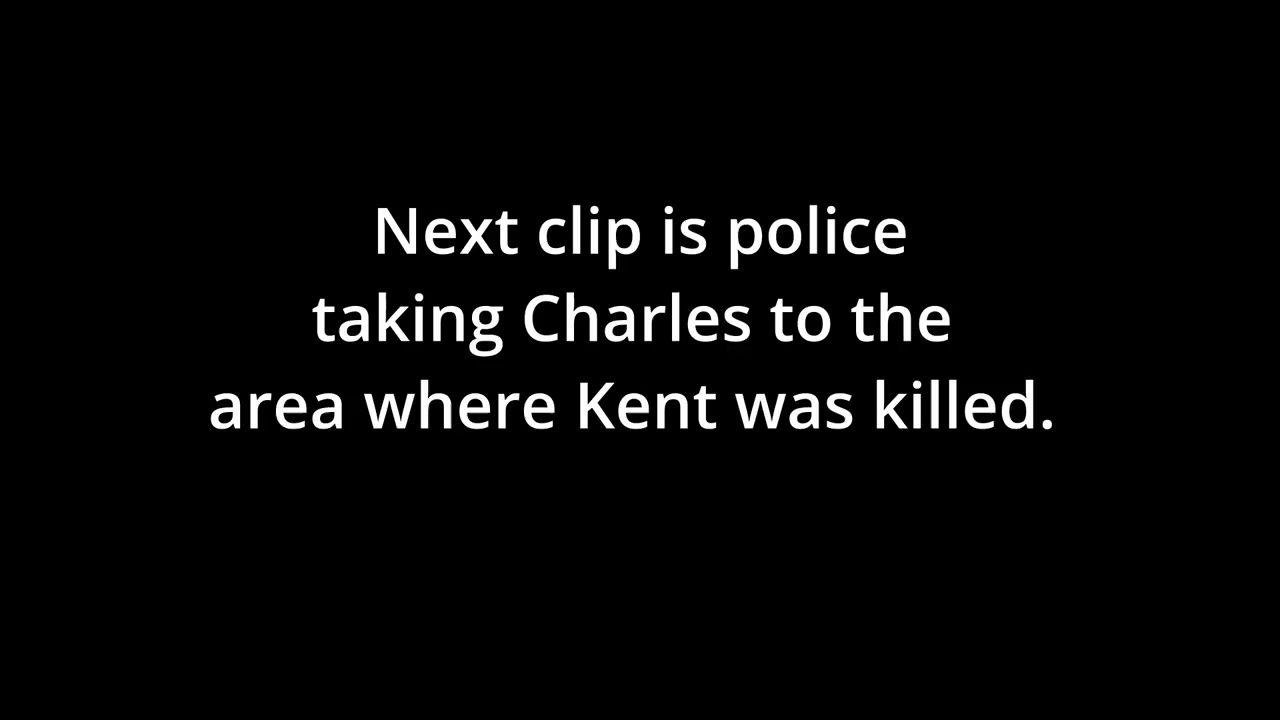 Next clip is police
taking Charles to the
area where Kent was killed.